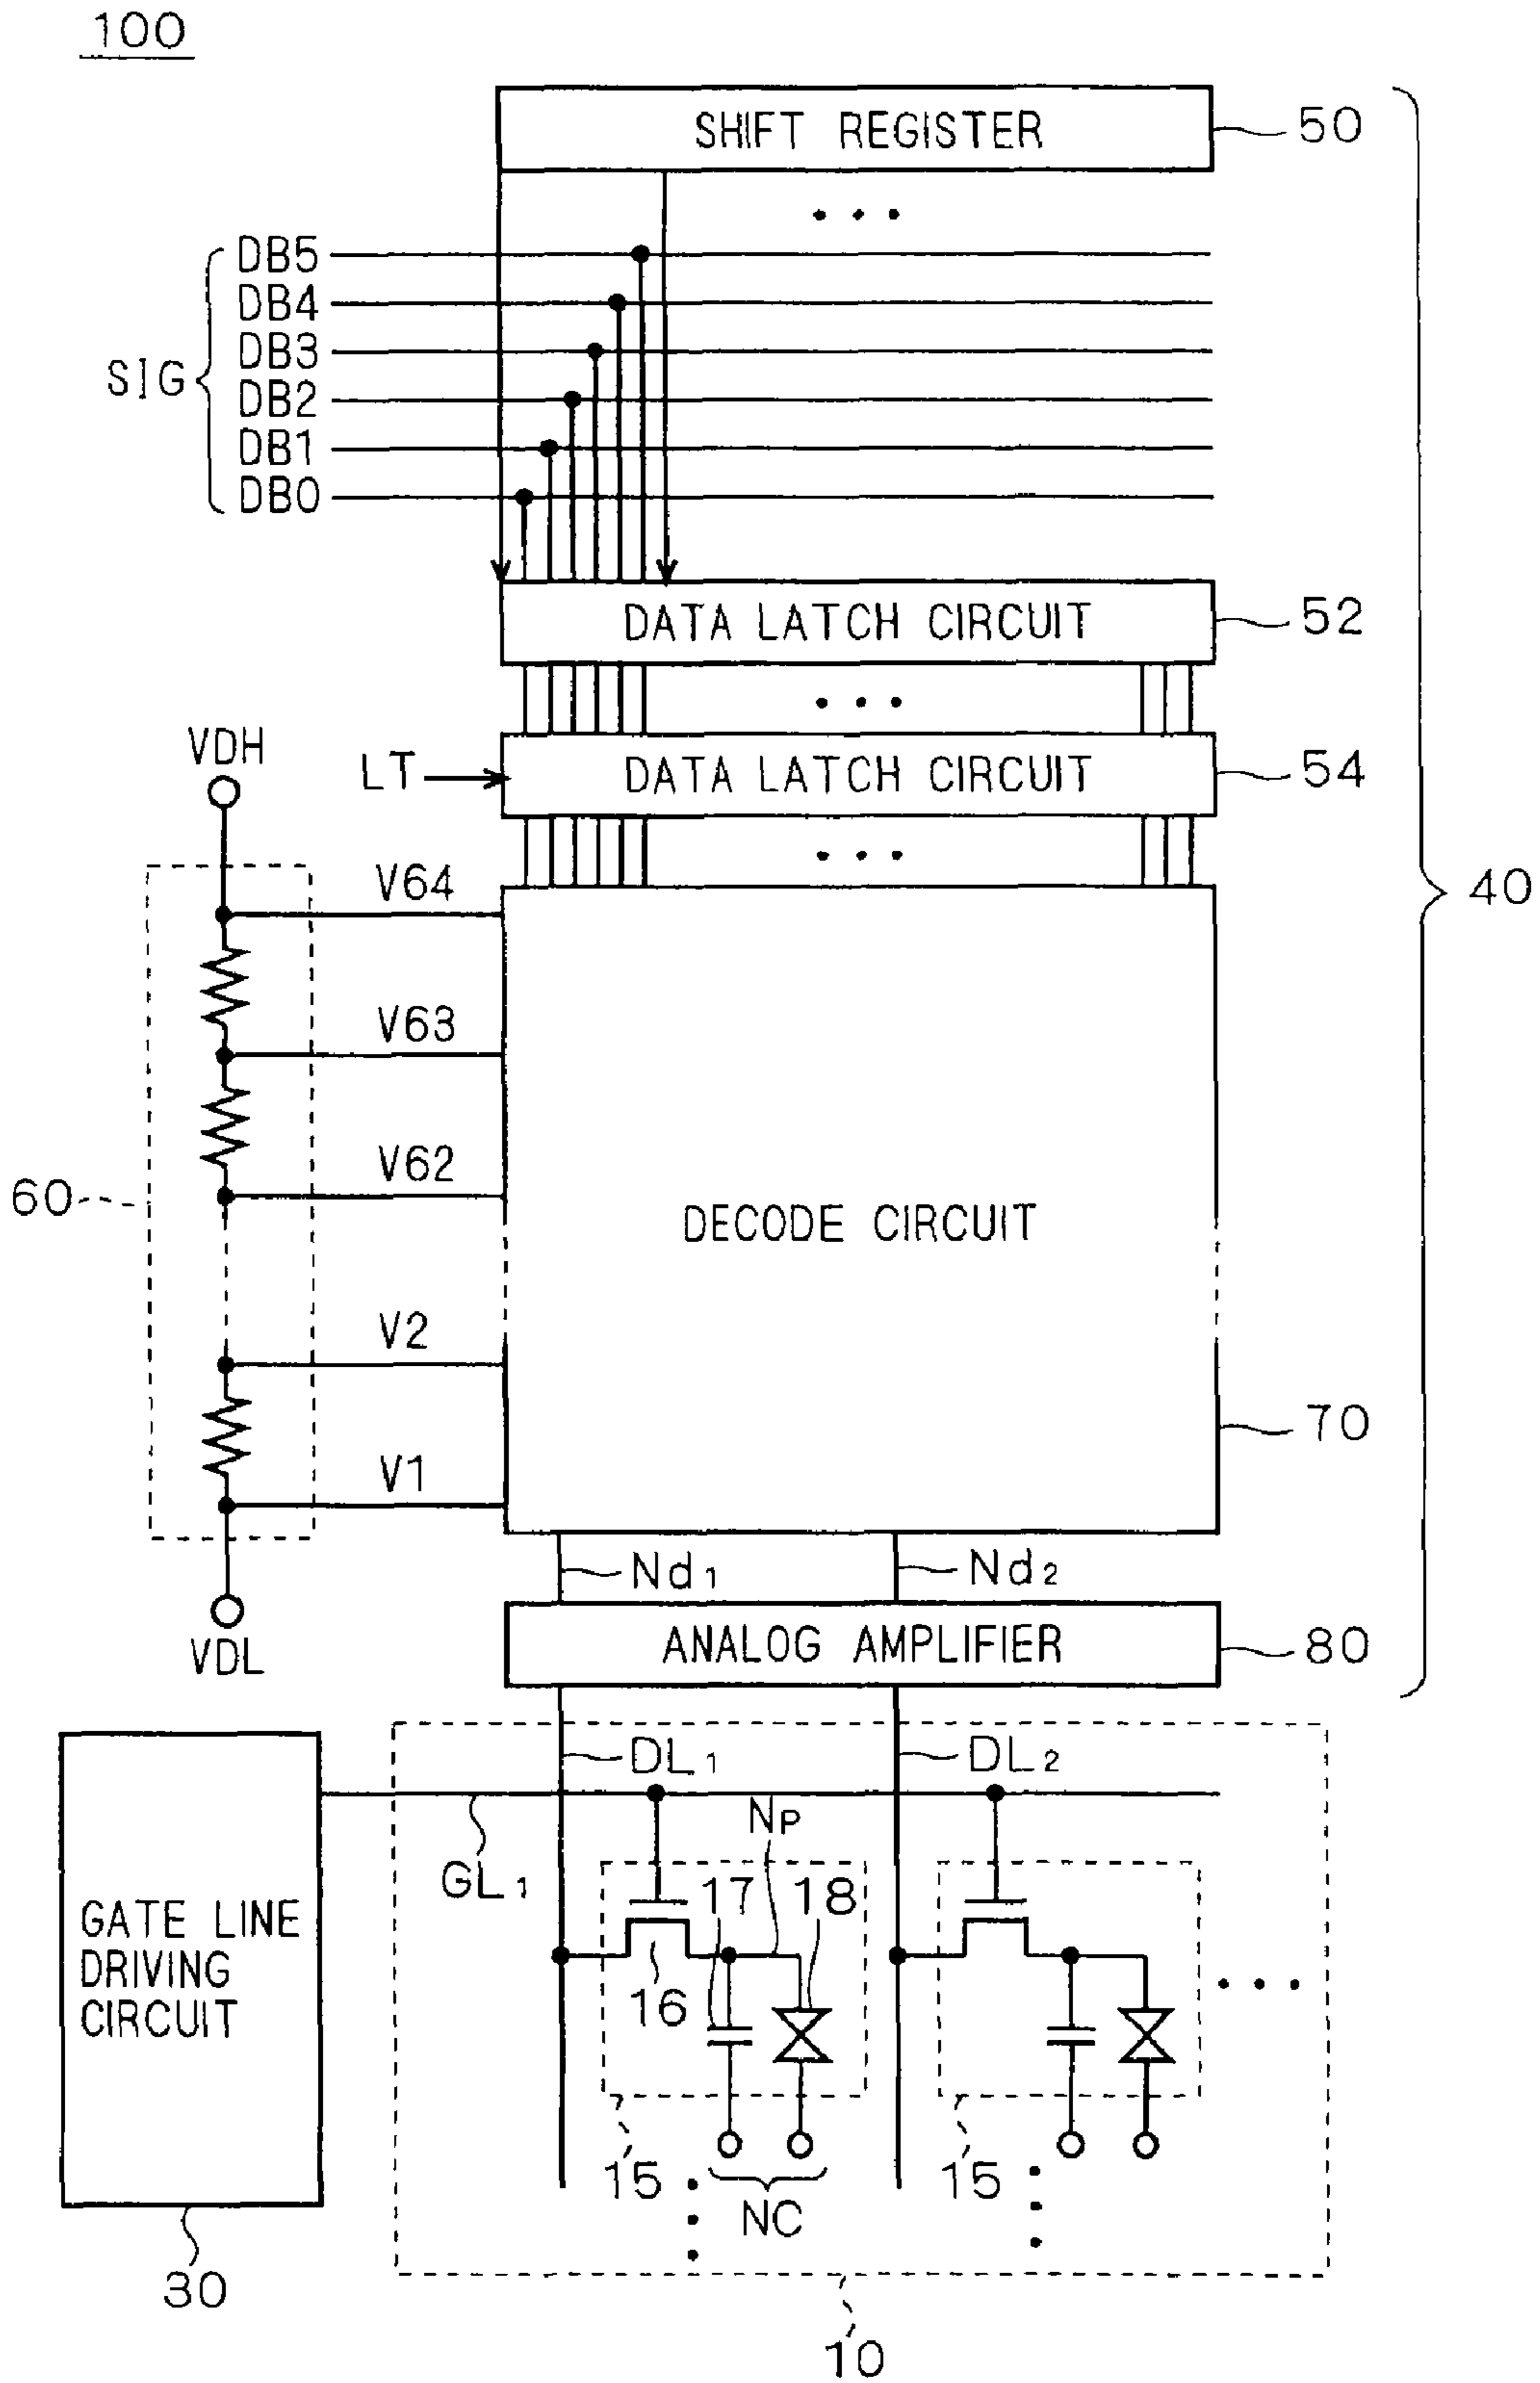 100
SHIFT REGISTER
50
DB5
DB4
DB3
SIG
DB2
DB1
DB0
DATA LATCH CIRCUIT
52
VDH
LT
DATA LATCH CIRCUIT
54
V64
40
V63
V62
60
DECODE CIRCUIT
V2
70
V1
Nd1
Nd2
VDL
ANALOG AMPLIFIER
80
DL1
DL2
NP
GL1
17
18
GATE LINE
DRIVING
CIRCUIT
16
15
15
NC
30
10